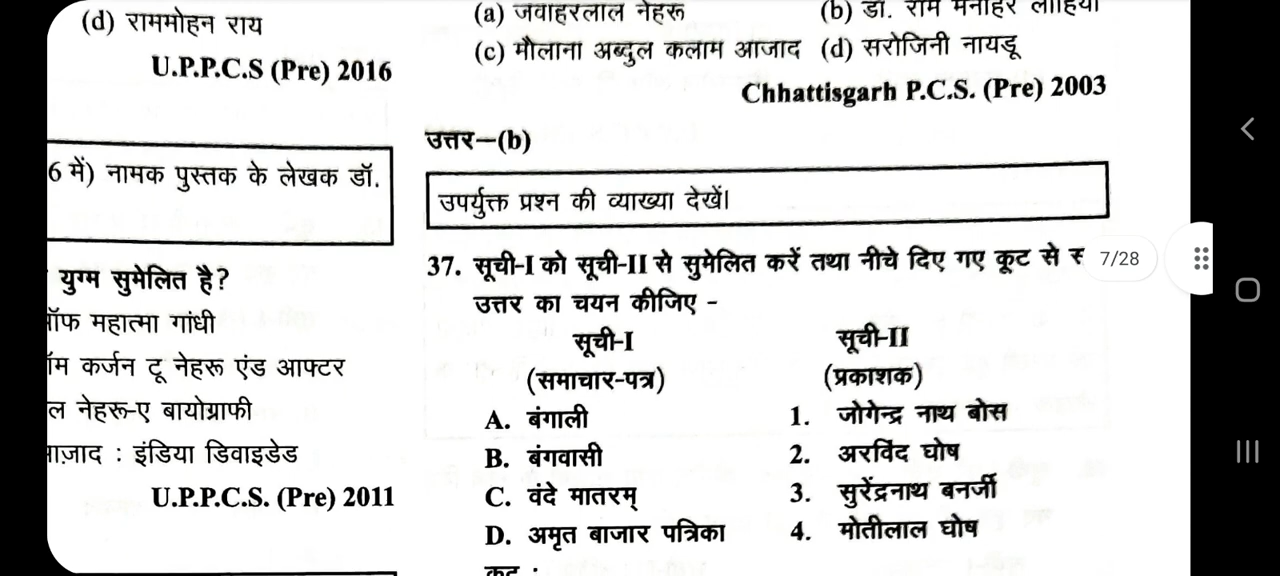 (d) राममोहन राय
U.P.P.C.S (Pre) 2016
6 में) नामक पुस्तक के लेखक डॉ.
युग्म सुमेलित है?
ऑफ महात्मा गांधी
कर्जन टू नेहरू एंड आफ्टर
नेहरू-ए बायोग्राफी
: इंडिया डिवाइडेड
U.P.P.C.S. (Pre) 2011
(a) जवाहरलाल नेहरू (b) डॉ. राम मनोहर लोहिया
(c) मौलाना अब्दुल कलाम आजाद (d) सरोजिनी नायडू
Chhattisgarh P.C.S. (Pre) 2003
उत्तर—(b)
उपर्युक्त प्रश्न की व्याख्या देखें।
37. सूची-I को सूची-II से सुमेलित करें तथा नीचे दिए गए कूट से
उत्तर का चयन कीजिए -
सूची-I सूची-II
(समाचार-पत्र) (प्रकाशक)
A. बंगाली 1. जोगेन्द्र नाथ बोस
B. बंगवासी 2. अरविंद घोष
C. वंदे मातरम् 3. सुरेंद्रनाथ बनर्जी
D. अमृत बाजार पत्रिका 4. मोतीलाल घोष
कूट :
7/28